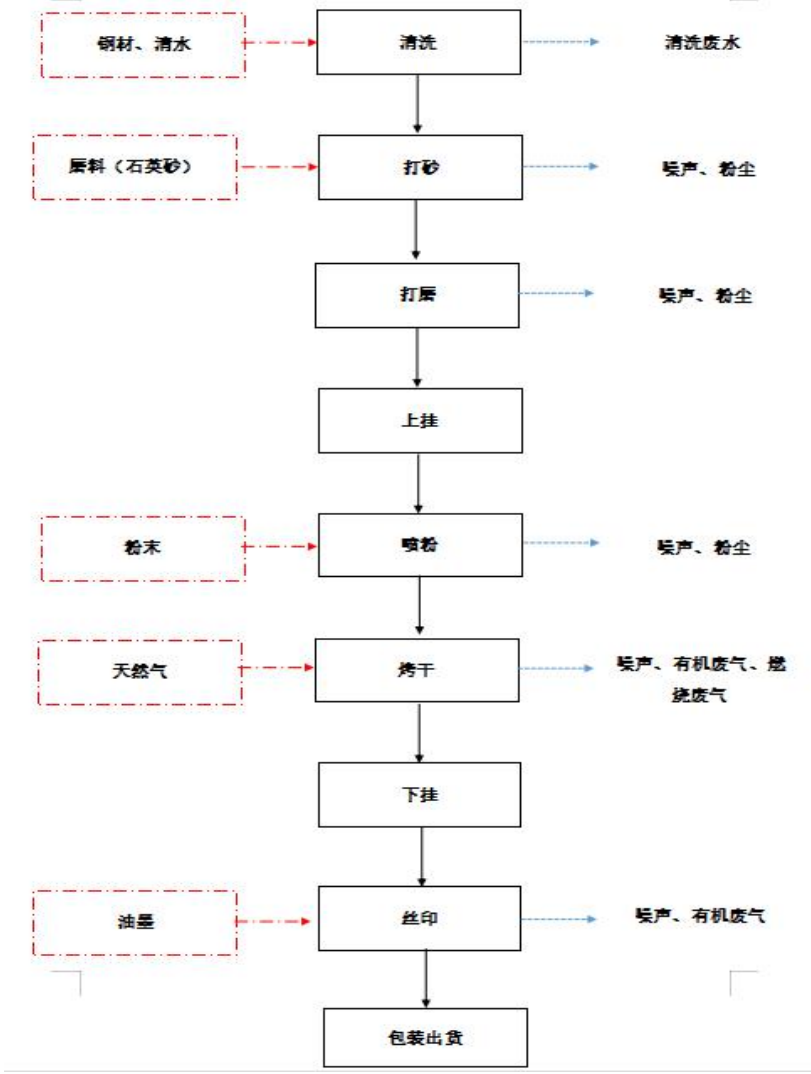 钢材、清水
清洗
清洗废水
磨料（石英砂）
打砂
噪声、粉尘
打磨
噪声、粉尘
上挂
粉末
喷粉
噪声、粉尘
天然气
烤干
噪声、有机废气、燃
烧废气
下挂
油墨
丝印
噪声、有机废气
包装出货